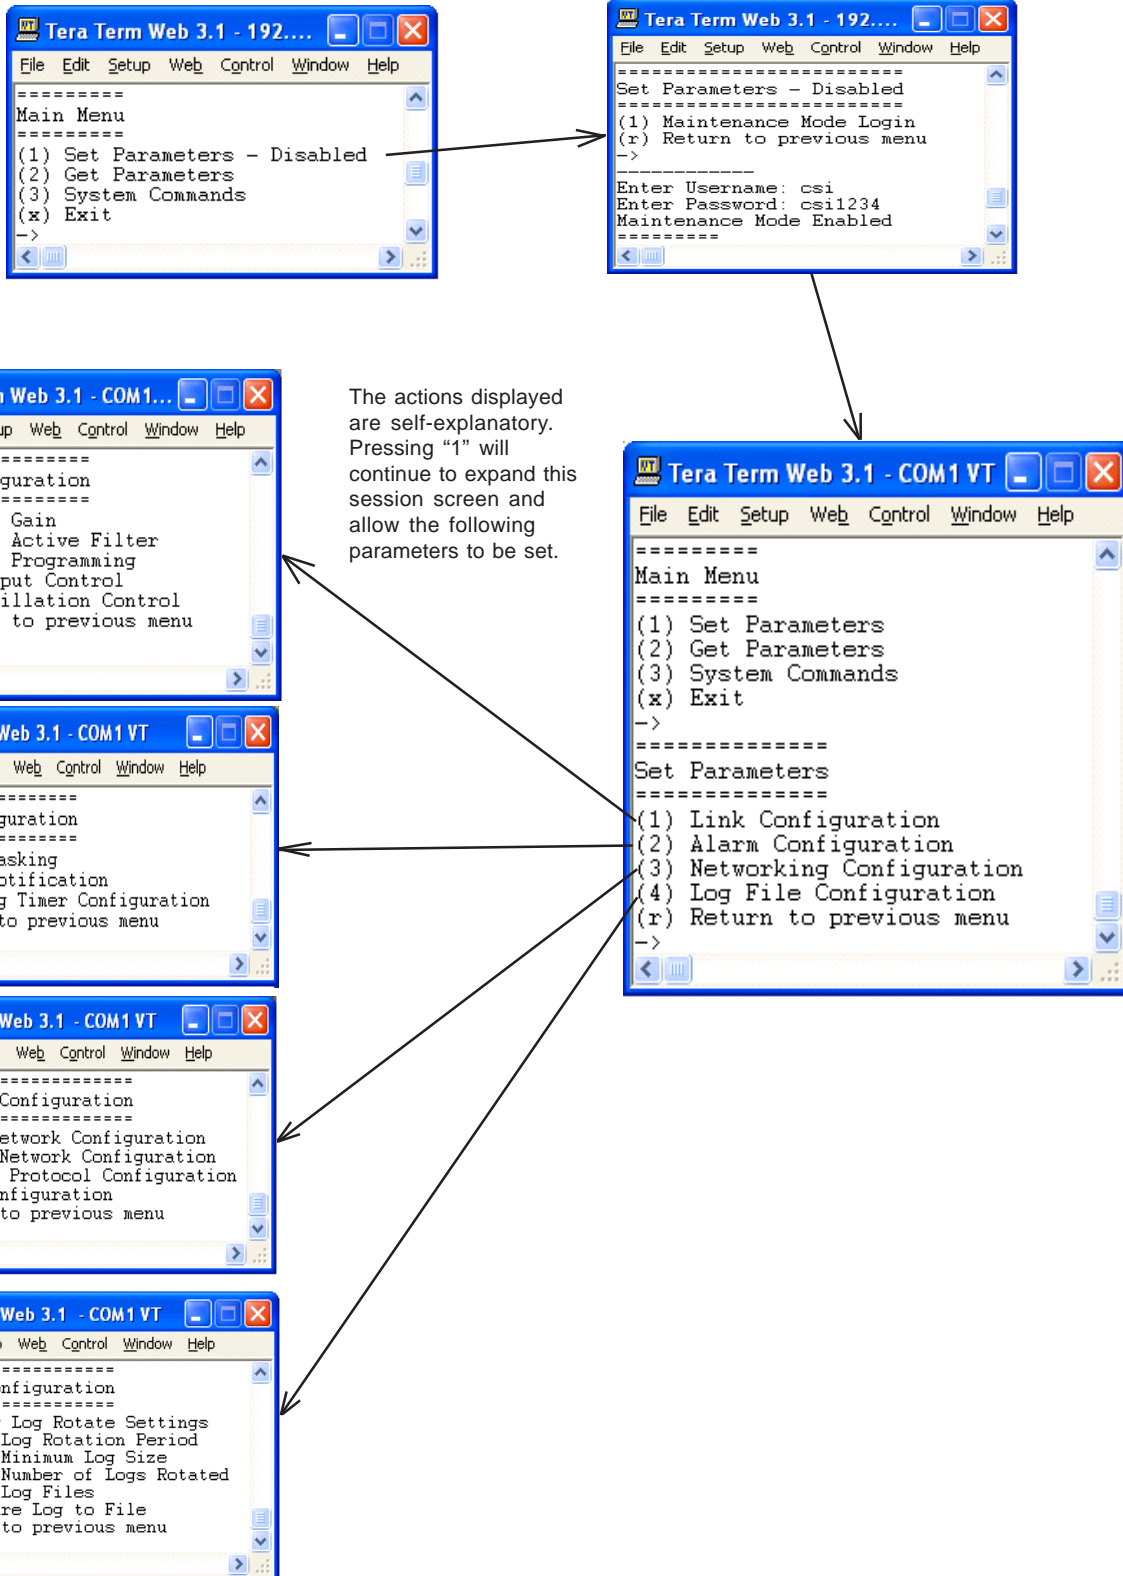 Tera Term Web 3.1 - 192....
File Edit Setup Web Control Window Help
=========
Main Menu
=========
(1) Set Parameters - Disabled
(2) Get Parameters
(3) System Commands
(x) Exit
->
Tera Term Web 3.1 - 192....
File Edit Setup Web Control Window Help
=========================
Set Parameters - Disabled
=========================
(1) Maintenance Mode Login
(r) Return to previous menu
->
------------
Enter Username: csi
Enter Password: csi1234
Maintenance Mode Enabled
=========
The actions displayed
are self-explanatory.
Pressing “1” will
continue to expand this
session screen and
allow the following
parameters to be set.
Tera Term Web 3.1 - COM1 VT
File Edit Setup Web Control Window Help
=========
Main Menu
=========
(1) Set Parameters
(2) Get Parameters
(3) System Commands
(x) Exit
->
==============
Set Parameters
==============
(1) Link Configuration
(2) Alarm Configuration
(3) Networking Configuration
(4) Log File Configuration
(r) Return to previous menu
->
Web 3.1 - COM1...
up Web Control Window Help
========
guration
========
Gain
Active Filter
Programming
put Control
illation Control
to previous menu
Web 3.1 - COM1 VT
Web Control Window Help
========
guration
========
asking
otification
g Timer Configuration
to previous menu
Web 3.1 - COM1 VT
Web Control Window Help
=============
Configuration
=============
etwork Configuration
Network Configuration
Protocol Configuration
nfiguration
to previous menu
Web 3.1 - COM1 VT
Web Control Window Help
============
nfiguration
============
Log Rotate Settings
Log Rotation Period
Minimum Log Size
Number of Logs Rotated
Log Files
re Log to File
to previous menu